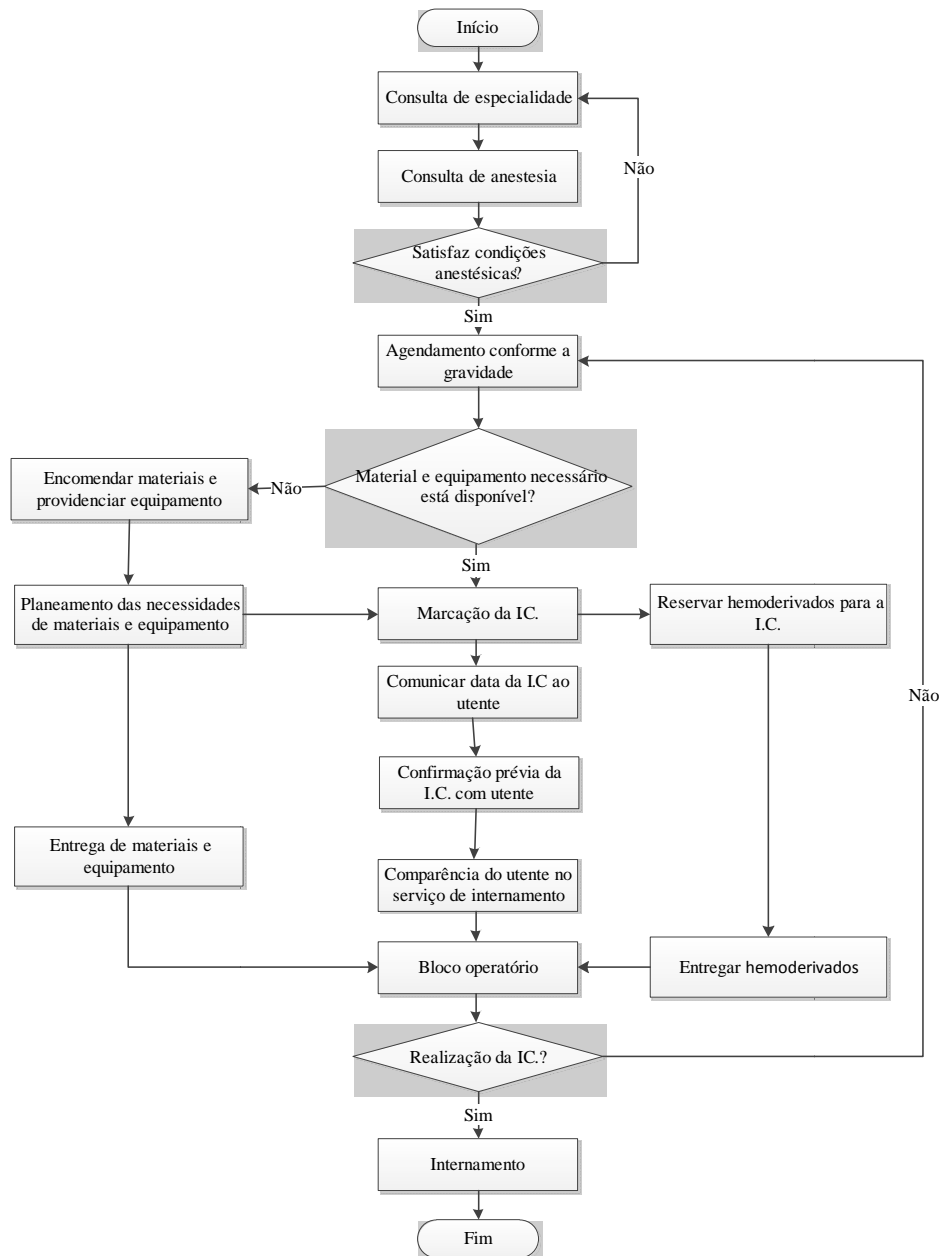 Início
Consulta de especialidade
Consulta de anestesia
Não
Satisfaz condições
anestésicas?
Sim
Agendamento conforme a
gravidade
Material e equipamento necessário
está disponível?
Não
Encomendar materiais e
providenciar equipamento
Sim
Planeamento das necessidades
de materiais e equipamento
Marcação da IC.
Reservar hemoderivados para a
I.C.
Comunicar data da I.C ao
utente
Não
Confirmação prévia da
I.C. com utente
Entrega de materiais e
equipamento
Comparência do utente no
serviço de internamento
Bloco operatório
Entregar hemoderivados
Realização da IC.?
Sim
Internamento
Fim